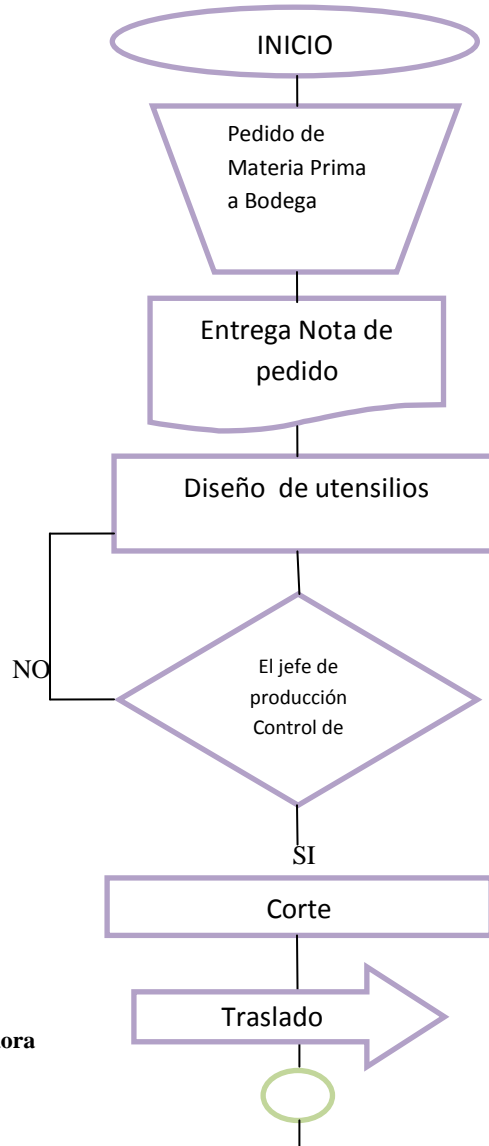 INICIO
Pedido de
Materia Prima
a Bodega
Entrega Nota de
pedido
Diseño de utensilios
NO
El jefe de
producción
Control de
SI
Corte
Traslado